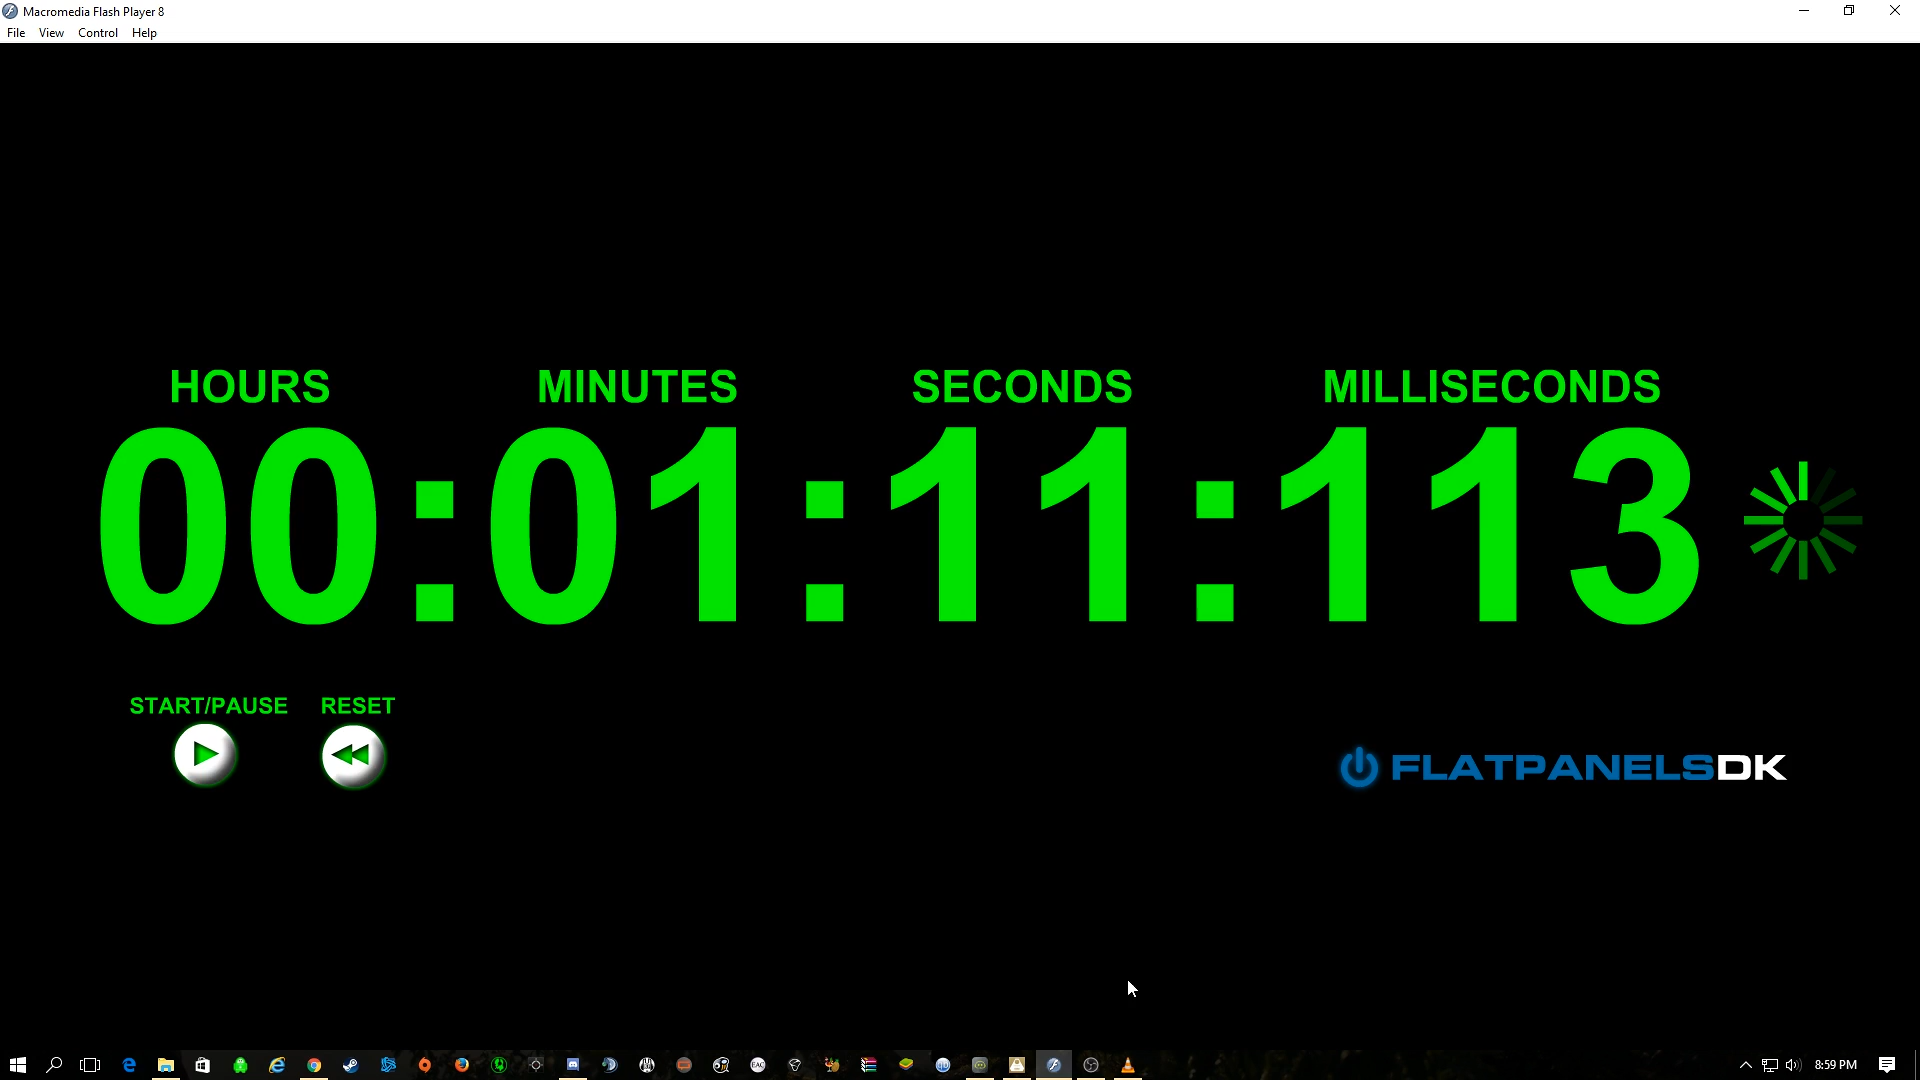 Macromedia Flash Player 8
File View Control Help
HOURS MINUTES SECONDS MILLISECONDS
00:01:11:113
START/PAUSE RESET
FLATPANELSDK
EAC
8:59 PM